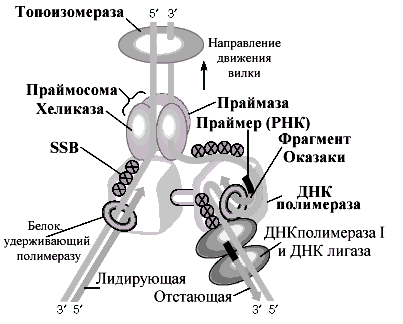 5′ 3′
Топоизомераза
Направление
движения
вилки
Праймосома
Хеликаза
Праймаза
Праймер (РНК)
Фрагмент
Оказаки
SSB
ДНК
полимераза
Белок,
удерживающий
полимеразу
ДНКполимераза I
и ДНК лигаза
Лидирующая
Отстающая
3′ 5′
3′ 5′